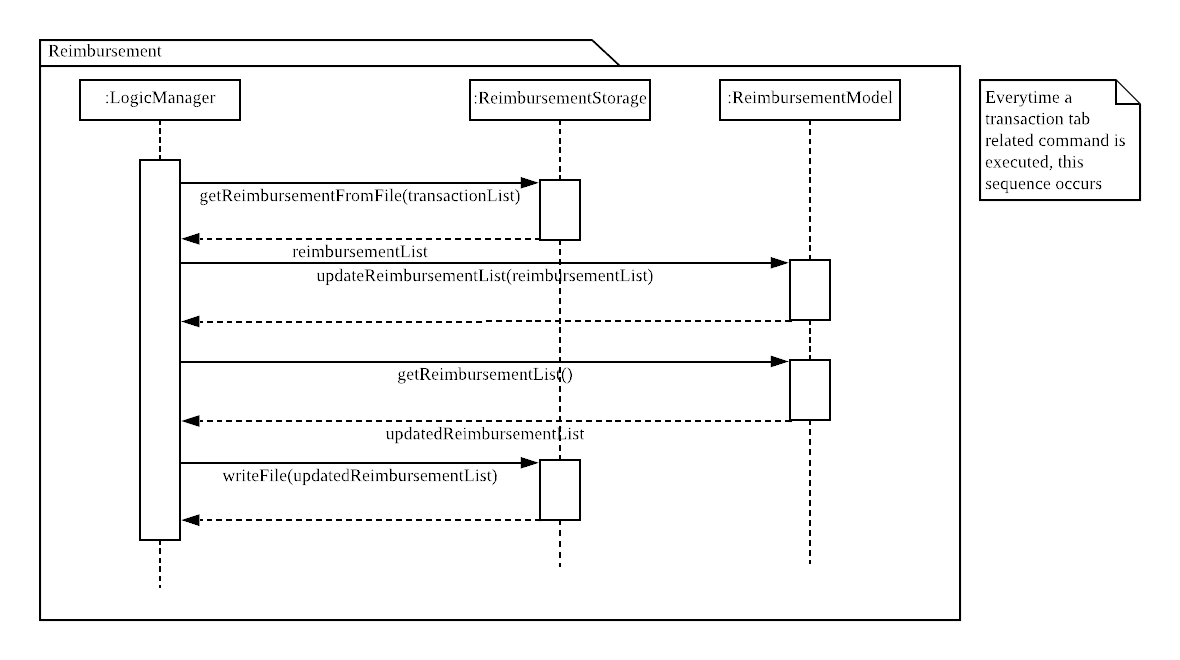 Reimbursement
:LogicManager
:ReimbursementStorage
:ReimbursementModel
Everytime a
transaction tab
related command is
executed, this
sequence occurs
getReimbursementFromFile(transactionList)
reimbursementList
updateReimbursementList(reimbursementList)
getReimbursementList()
updatedReimbursementList
writeFile(updatedReimbursementList)